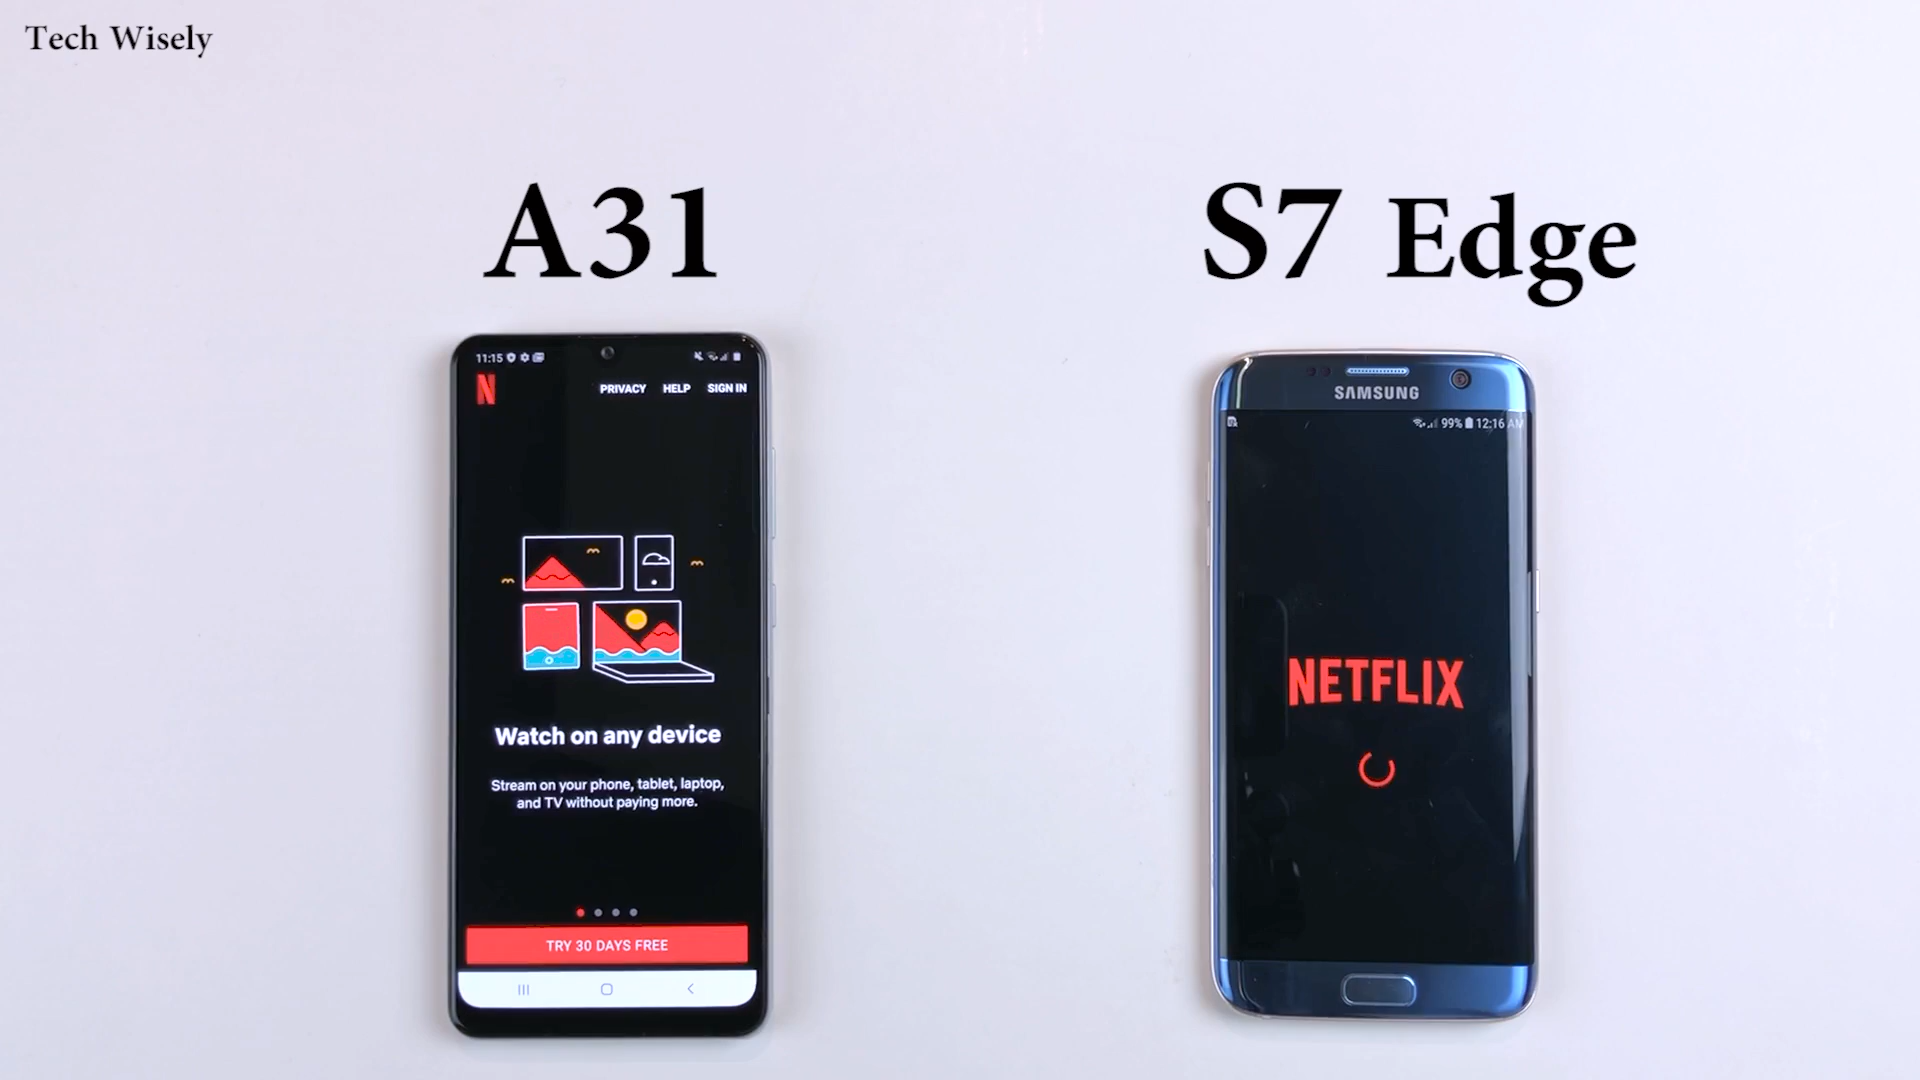 Tech Wisely
A31
S7 Edge
11:15
N
PRIVACY HELP SIGN IN
Watch on any device
Stream on your phone, tablet, laptop,
and TV without paying more.
TRY 30 DAYS FREE
SAMSUNG
99% 12:16 AM
NETFLIX